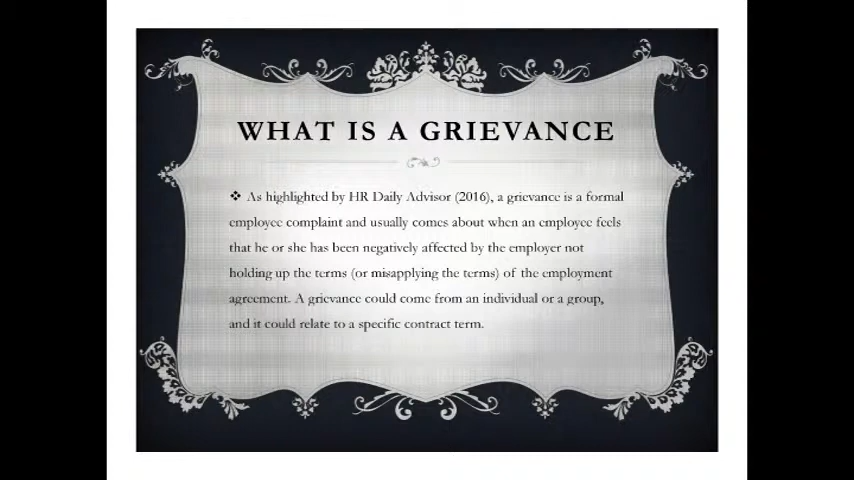 WHAT IS A GRIEVANCE
❖ As highlighted by HR Daily Advisor (2016), a grievance is a formal
employee complaint and usually comes about when an employee feels
that he or she has been negatively affected by the employer not
holding up the terms (or misapplying the terms) of the employment
agreement. A grievance could come from an individual or a group,
and it could relate to a specific contract term.